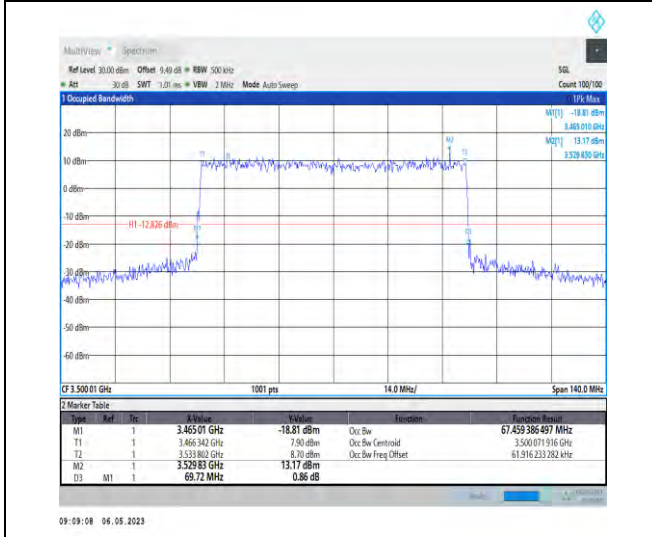 MultiView Spectrum
Ref Level 30.00 dBm Offset 9.49 dB RBW 500 kHz SGL
Att 30 dB SWT 1.01 ms VBW 2 MHz Mode Auto Sweep Count 100/100
1 Occupied Bandwidth 1Pk Max
M1[1] -18.81 dBm
3.465 010 GHz
M2[1] 13.17 dBm
3.529 830 GHz
20 dBm
M2
T1
T2
10 dBm
0 dBm
-10 dBm
H1 -12.826 dBm
M1
D3
-20 dBm
-30 dBm
-40 dBm
-50 dBm
-60 dBm
CF 3.500 01 GHz 1001 pts 14.0 MHz/ Span 140.0 MHz
2 Marker Table
Type Ref Trc X-Value Y-Value Function Function Result
M1 1 3.465 01 GHz -18.81 dBm Occ Bw 67.459 386 497 MHz
T1 1 3.466 342 GHz 7.90 dBm Occ Bw Centroid 3.500 071 916 GHz
T2 1 3.533 802 GHz 8.70 dBm Occ Bw Freq Offset 61.916 233 282 kHz
M2 1 3.529 83 GHz 13.17 dBm
D3 M1 1 69.72 MHz 0.86 dB
Ready
09:09:08 06.05.2023